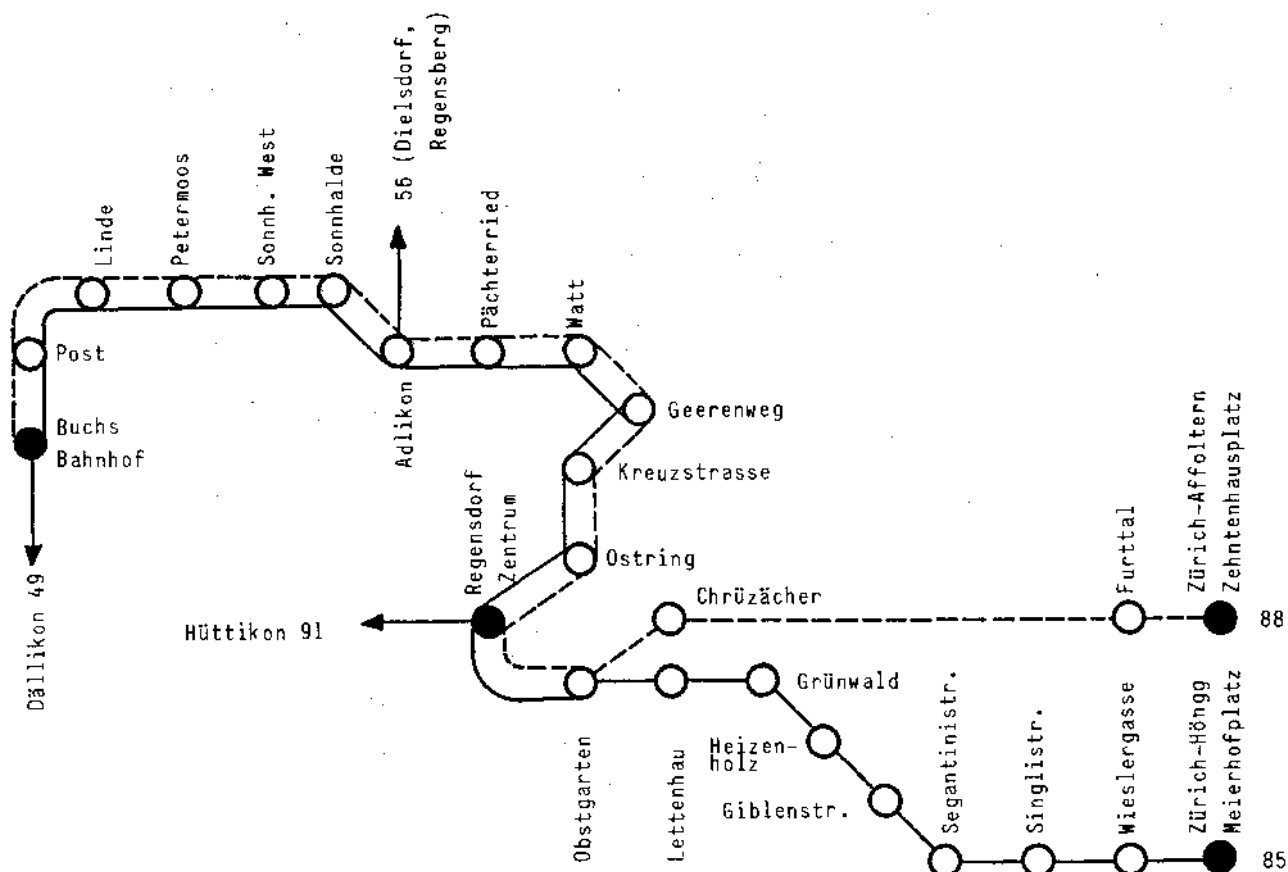 56 (Dielsdorf,
Regensberg)
Linde
Petermoos
Sonnh. West
Sonnhalde
Pächterried
Watt
Post
Buchs
Bahnhof
Adlikon
Geerenweg
Kreuzstrasse
Ostring
Dällikon 49
Regensdorf
Zentrum
Hüttikon 91
Chrüzächer
Furttal
Zürich-Affoltern
Zehntenhausplatz
88
Obstgarten
Lettenhau
Grünwald
Heizen-
holz
Giblenstr.
Segantinistr.
Singlistr.
Wieslergasse
Zürich-Höngg
Meierhofplatz
85